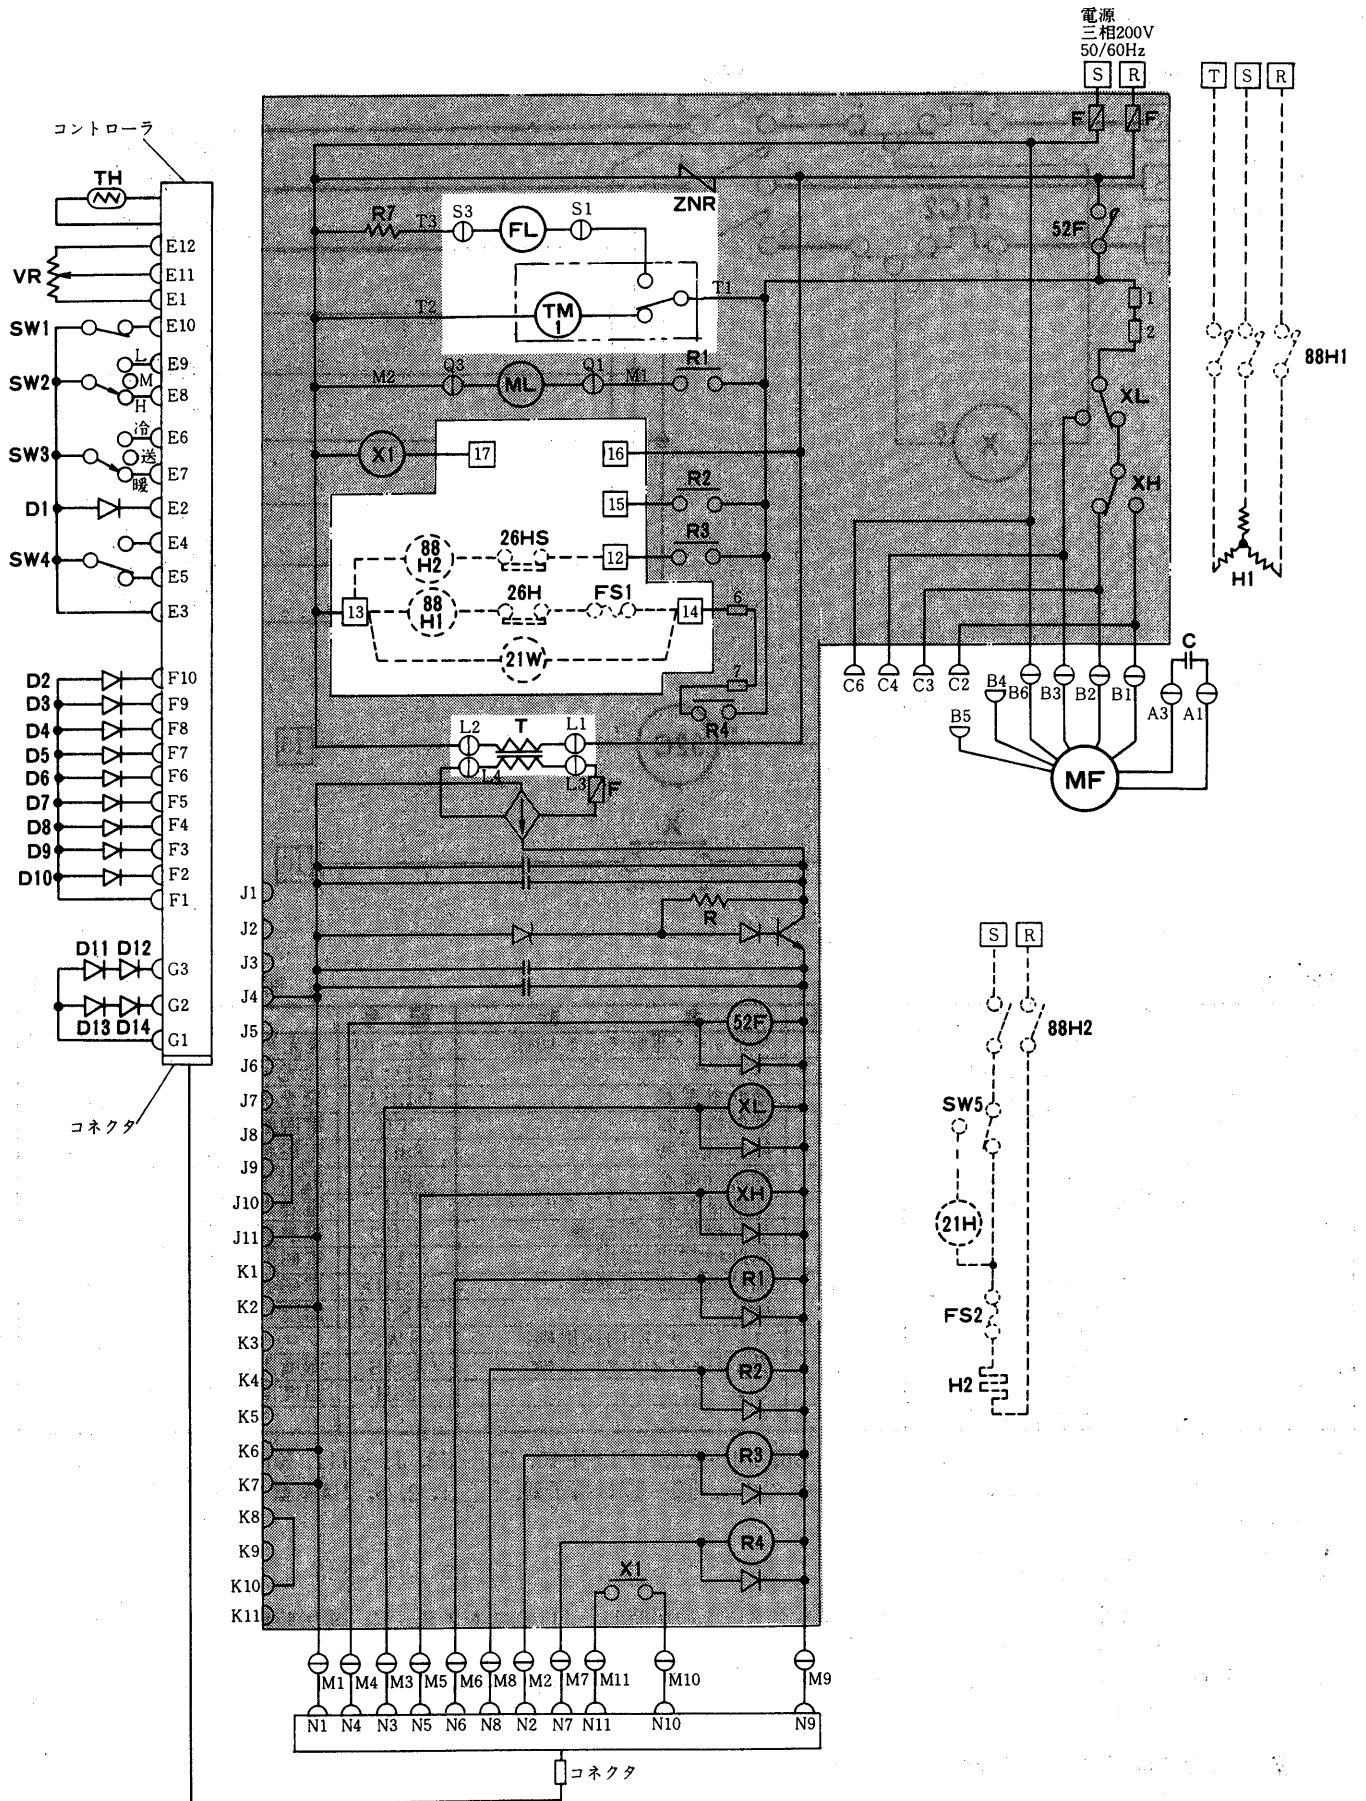 電源
三相200V
50/60Hz
S R
T S R
F F
コントローラ
TH
ZNR
52F
R7 T3 S3 FL S1
E12
VR E11
E1
T2 TM1 T1
1
2
88H1
SW1 E10
L E9
SW2 M
H E8
M2 Q3 ML Q1 M1 R1
XL
冷 E6
SW3 送
暖 E7
X1 17 16
R2
15
XH
D1 E2
E4
SW4
E5
R3
88H2 26HS 12
H1
E3
13 88H1 26H FS1 14 6
21W
7
R4
C6 C4 C3 C2
B4 B6 B3 B2 B1
B5
C
A3 A1
MF
D2 F10
D3 F9
D4 F8
D5 F7
D6 F6
D7 F5
D8 F4
D9 F3
D10 F2
F1
L2 T L1
L4 L3 F
J1
R
J2
J3
J4
D11 D12 G3
G2
D13 D14
G1
コネクタ
S R
88H2
SW5
21H
FS2
H2
J5 52F
J6
J7 XL
J8
J9
J10 XH
J11
K1 R1
K2
K3
K4 R2
K5
K6 R3
K7
K8
K9 R4
K10 X1
K11
M1 M4 M3 M5 M6 M8 M2 M7 M11 M10 M9
N1 N4 N3 N5 N6 N8 N2 N7 N11 N10 N9
コネクタ